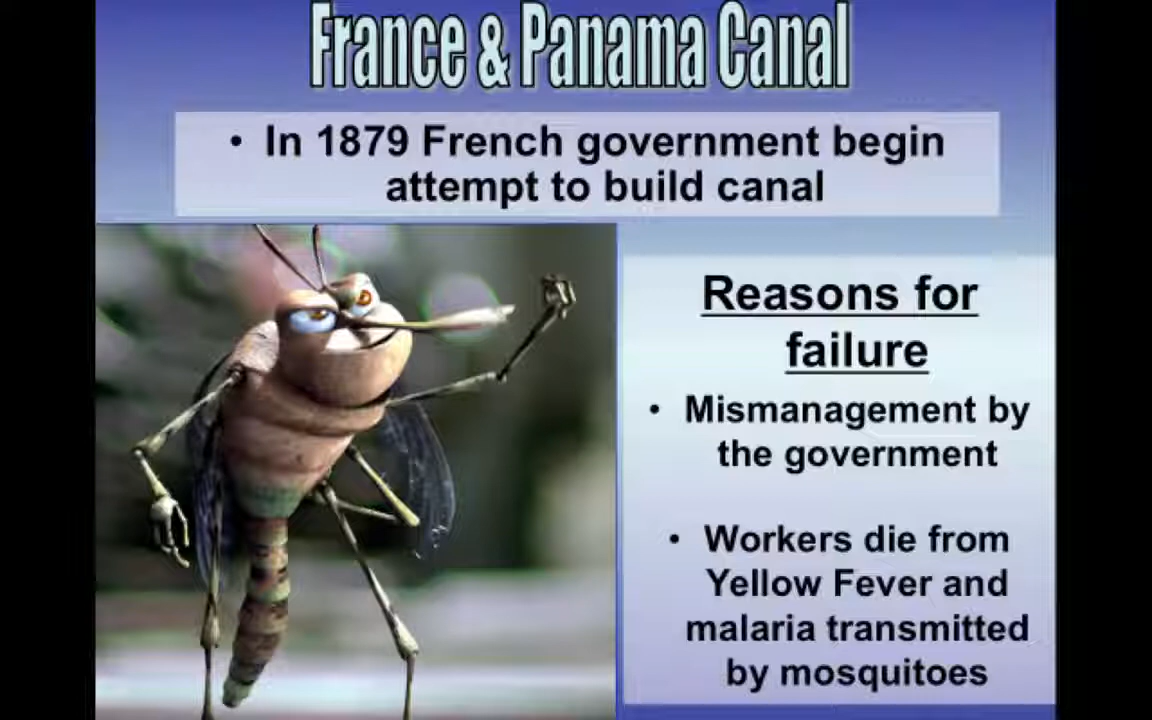 France & Panama Canal
• In 1879 French government begin
attempt to build canal
Reasons for
failure
• Mismanagement by
the government
• Workers die from
Yellow Fever and
malaria transmitted
by mosquitoes